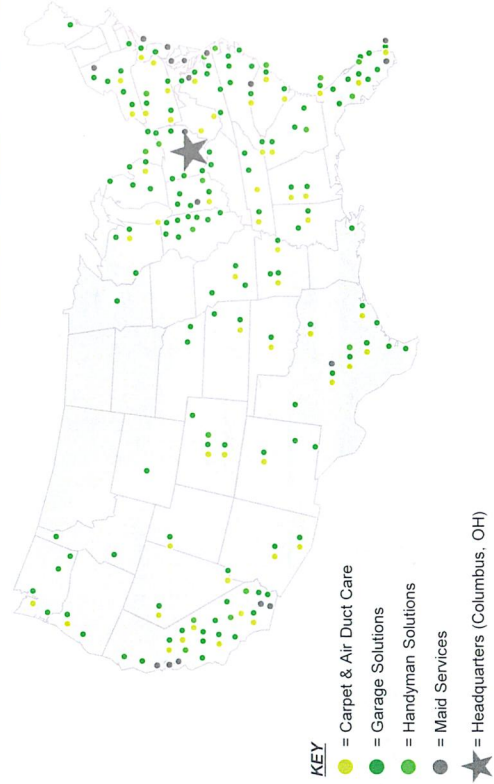 KEY
= Carpet & Air Duct Care
= Garage Solutions
= Handyman Solutions
= Maid Services
= Headquarters (Columbus, OH)